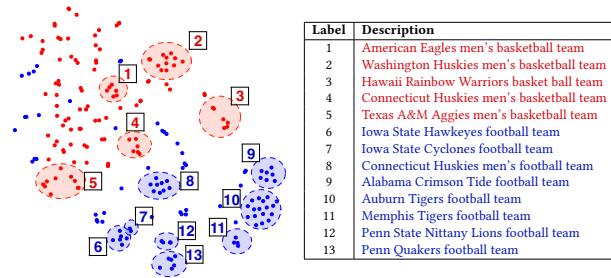 2
1
3
4
5
9
8
10
7
11
6
12
13
Label Description
1 American Eagles men's basketball team
2 Washington Huskies men's basketball team
3 Hawaii Rainbow Warriors basket ball team
4 Connecticut Huskies men's basketball team
5 Texas A&M Aggies men's basketball team
6 Iowa State Hawkeyes football team
7 Iowa State Cyclones football team
8 Connecticut Huskies men's football team
9 Alabama Crimson Tide football team
10 Auburn Tigers football team
11 Memphis Tigers football team
12 Penn State Nittany Lions football team
13 Penn Quakers football team